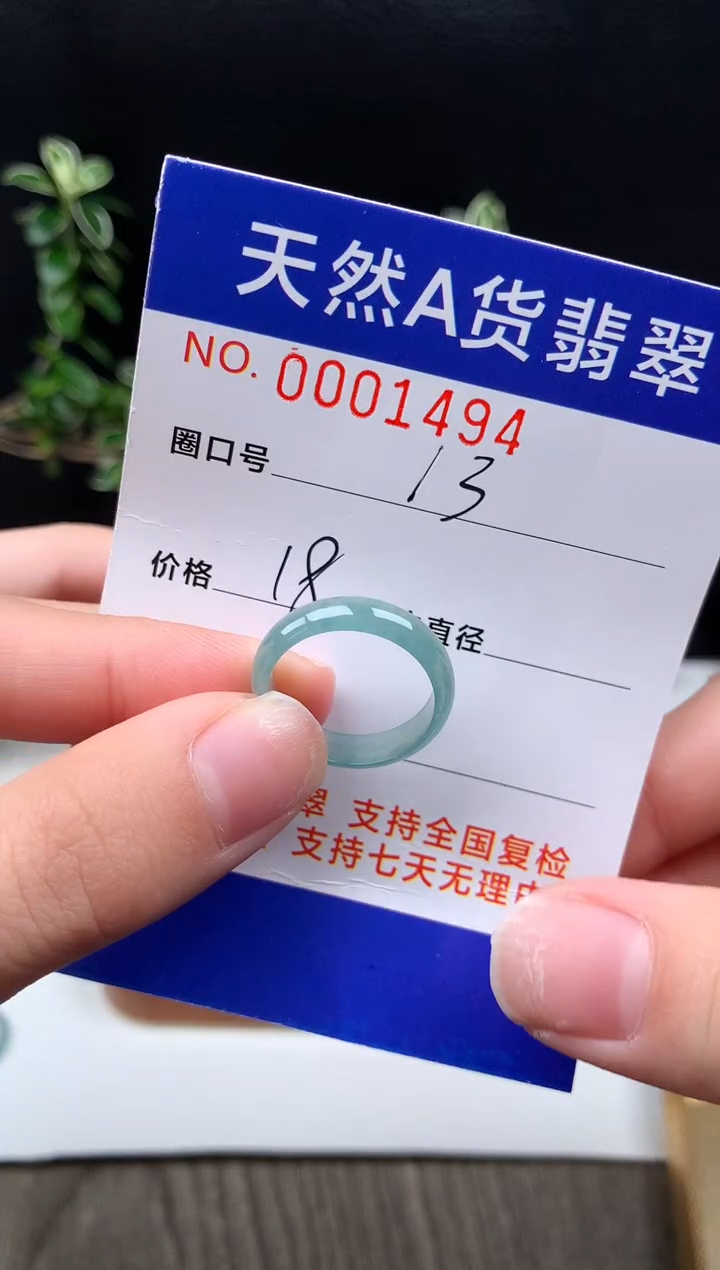 天然A货翡翠
NO. 0001494
圈口号 13
价格 18 直径
翠 支持全国复检
支持七天无理由